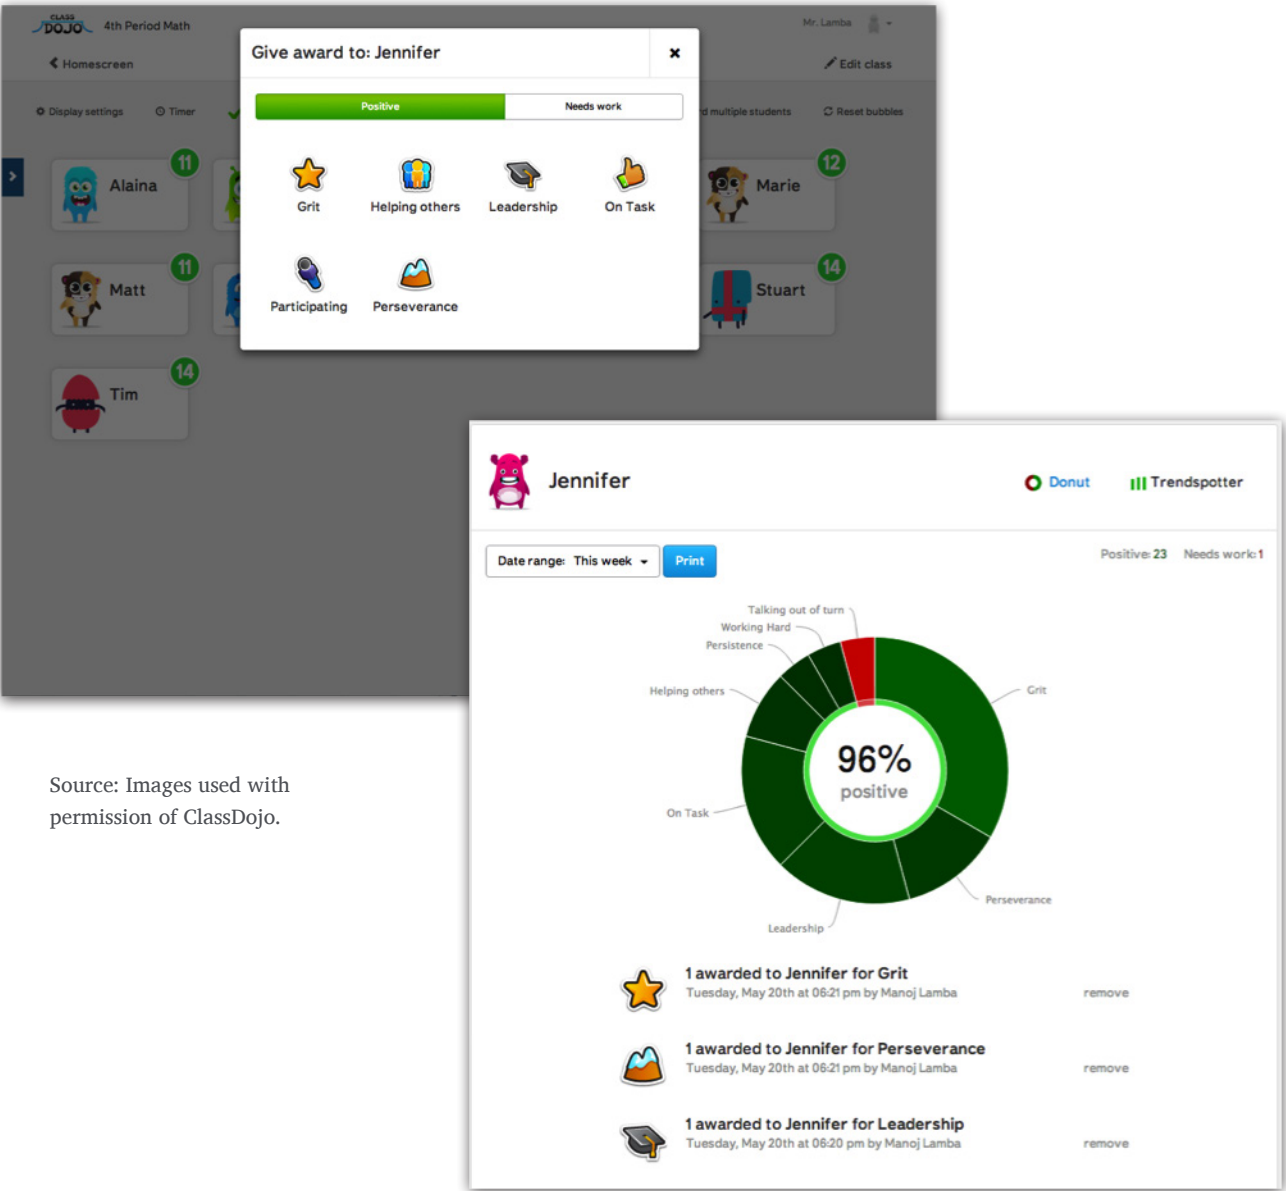 CLASS
DOJO
4th Period Math
Mr. Lamba
Homescreen
Edit class
Display settings
Timer
multiple students
Reset bubbles
Give award to: Jennifer
×
Positive
Needs work
Grit
Helping others
Leadership
On Task
Participating
Perseverance
11
Alaina
12
Marie
11
Matt
14
Stuart
14
Tim
Jennifer
Donut
Trendspotter
Date range: This week
Print
Positive: 23 Needs work: 1
Talking out of turn
Working Hard
Persistence
Helping others
Grit
96%
positive
On Task
Perseverance
Leadership
1 awarded to Jennifer for Grit
Tuesday, May 20th at 06:21 pm by Manoj Lamba
remove
1 awarded to Jennifer for Perseverance
Tuesday, May 20th at 06:21 pm by Manoj Lamba
remove
1 awarded to Jennifer for Leadership
Tuesday, May 20th at 06:20 pm by Manoj Lamba
remove
Source: Images used with
permission of ClassDojo.